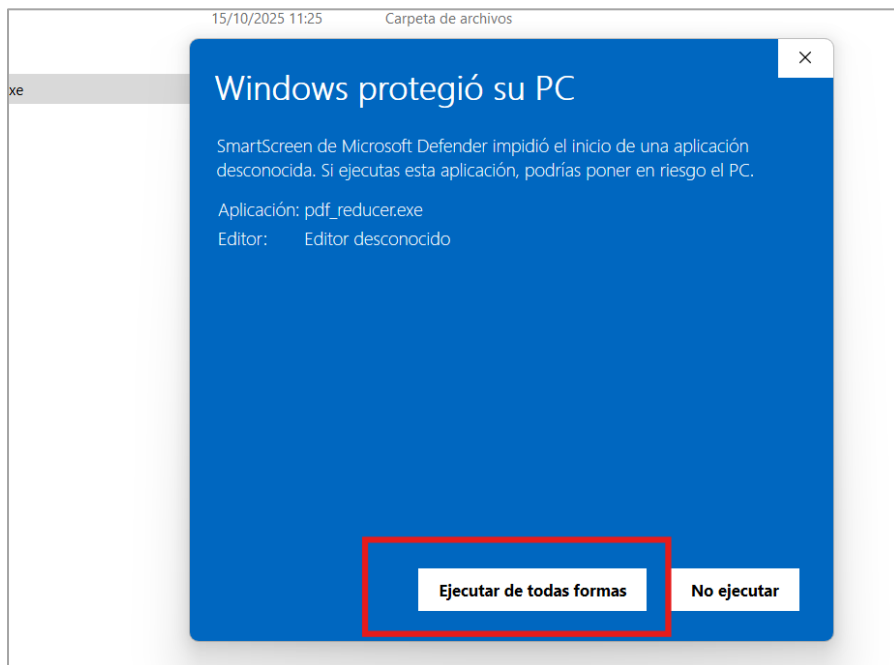 15/10/2025 11:25 Carpeta de archivos
xe
Windows protegió su PC
SmartScreen de Microsoft Defender impidió el inicio de una aplicación
desconocida. Si ejecutas esta aplicación, podrías poner en riesgo el PC.
Aplicación: pdf_reducer.exe
Editor: Editor desconocido
Ejecutar de todas formas No ejecutar